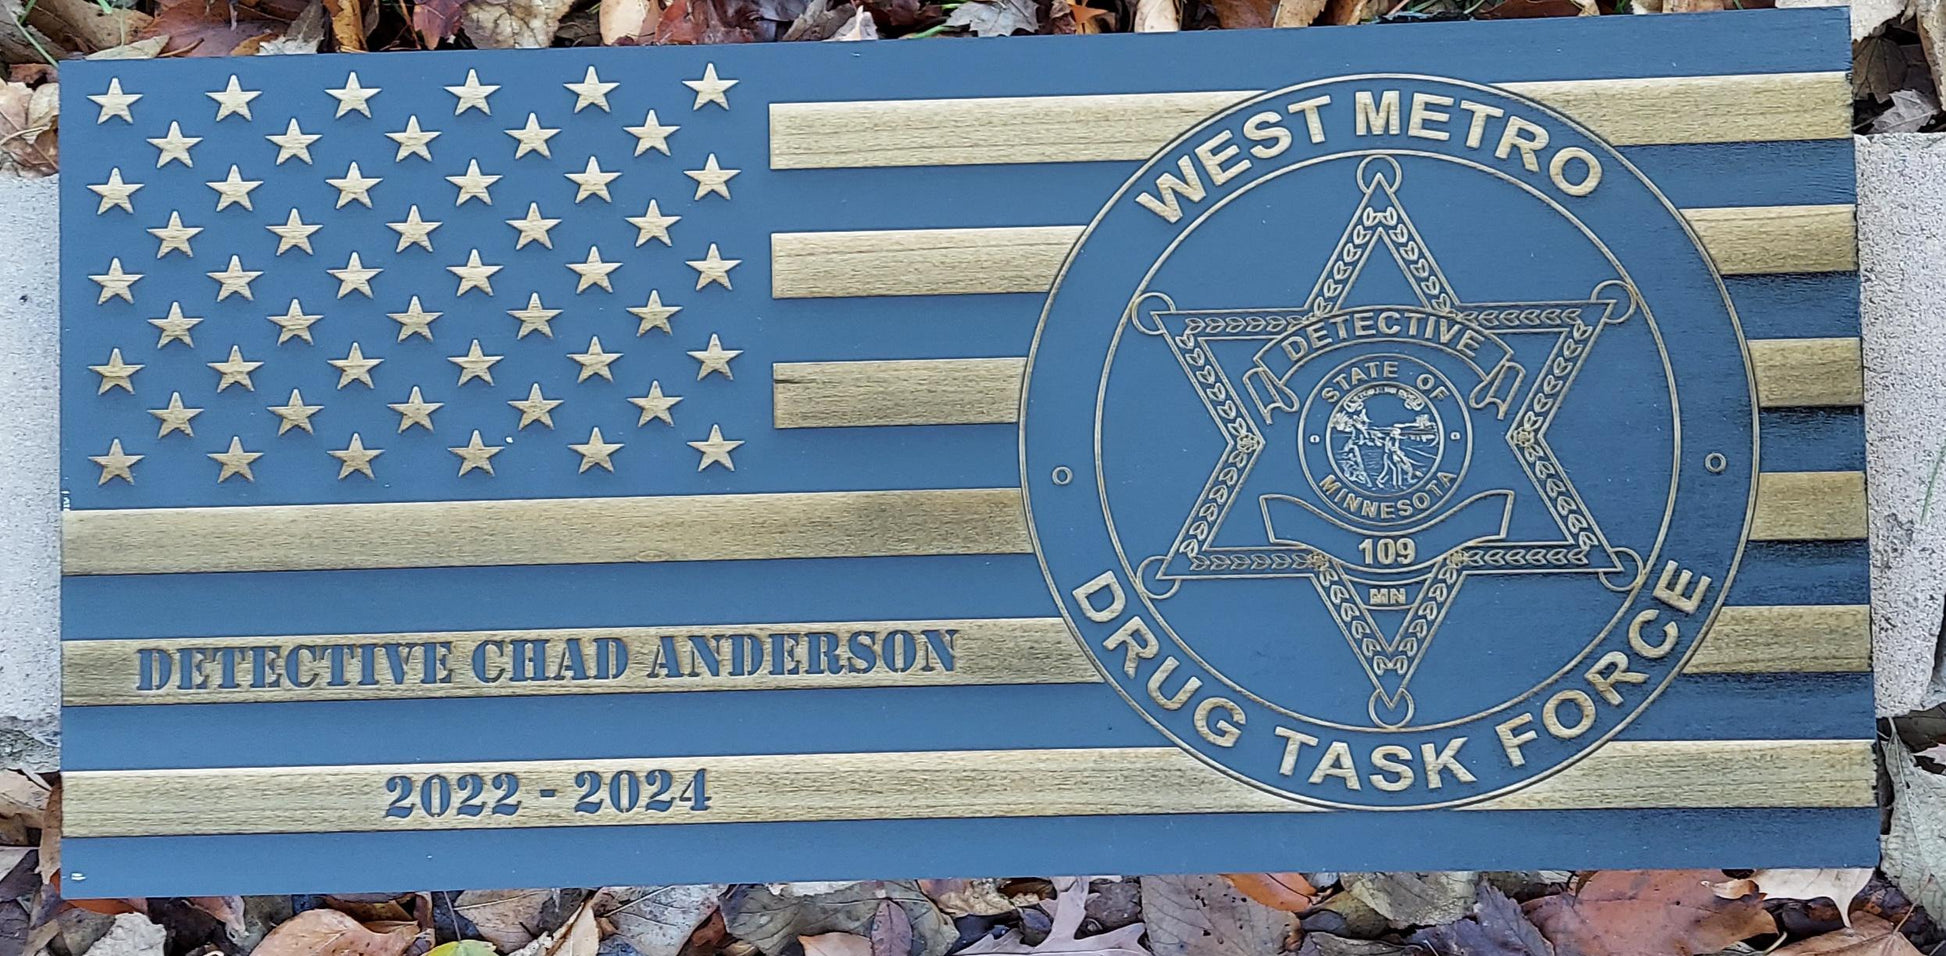 WEST METRO
DETECTIVE
STATE OF
MINNESOTA
109
MN
DRUG TASK FORCE
DETECTIVE CHAD ANDERSON
2022 - 2024